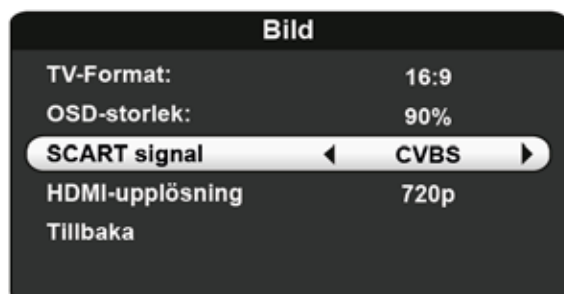 Bild
TV-Format: 16:9
OSD-storlek: 90%
SCART signal CVBS
HDMI-upplösning 720p
Tillbaka